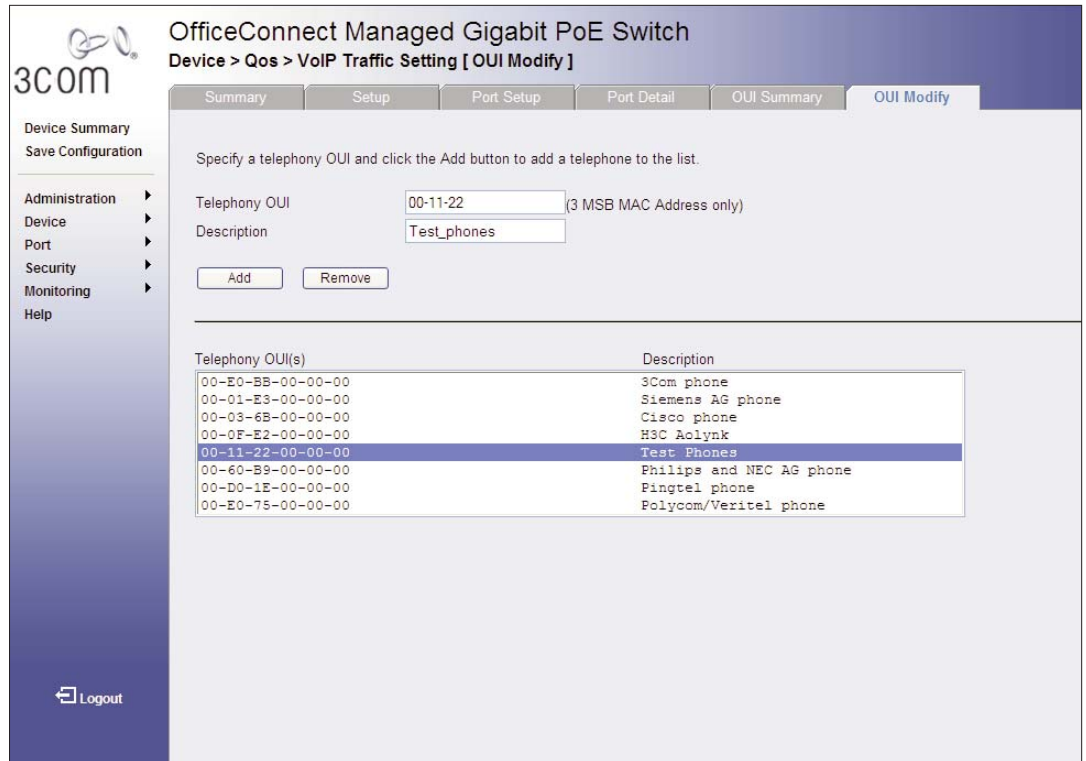 OfficeConnect Managed Gigabit PoE Switch
Device > Qos > VoIP Traffic Setting [ OUI Modify ]
3COM
Summary Setup Port Setup Port Detail OUI Summary OUI Modify
Device Summary
Save Configuration
Administration
Device
Port
Security
Monitoring
Help
Logout
Specify a telephony OUI and click the Add button to add a telephone to the list.
Telephony OUI 00-11-22 (3 MSB MAC Address only)
Description Test_phones
Add Remove
Telephony OUI(s) Description
00-E0-BB-00-00-00 3Com phone
00-01-E3-00-00-00 Siemens AG phone
00-03-6B-00-00-00 Cisco phone
00-0F-E2-00-00-00 H3C Aolynk
00-11-22-00-00-00 Test Phones
00-60-B9-00-00-00 Philips and NEC AG phone
00-D0-1E-00-00-00 Pingtel phone
00-E0-75-00-00-00 Polycom/Veritel phone